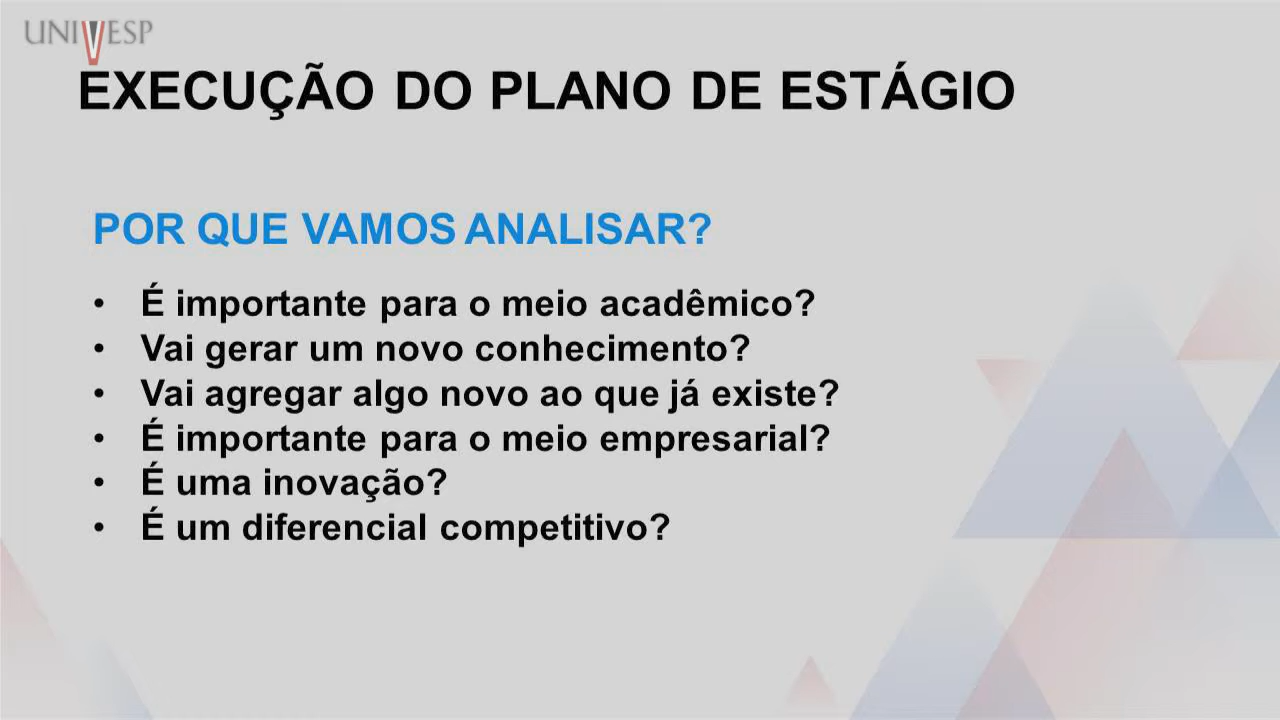 UNIVESP
EXECUÇÃO DO PLANO DE ESTÁGIO
POR QUE VAMOS ANALISAR?
• É importante para o meio acadêmico?
• Vai gerar um novo conhecimento?
• Vai agregar algo novo ao que já existe?
• É importante para o meio empresarial?
• É uma inovação?
• É um diferencial competitivo?